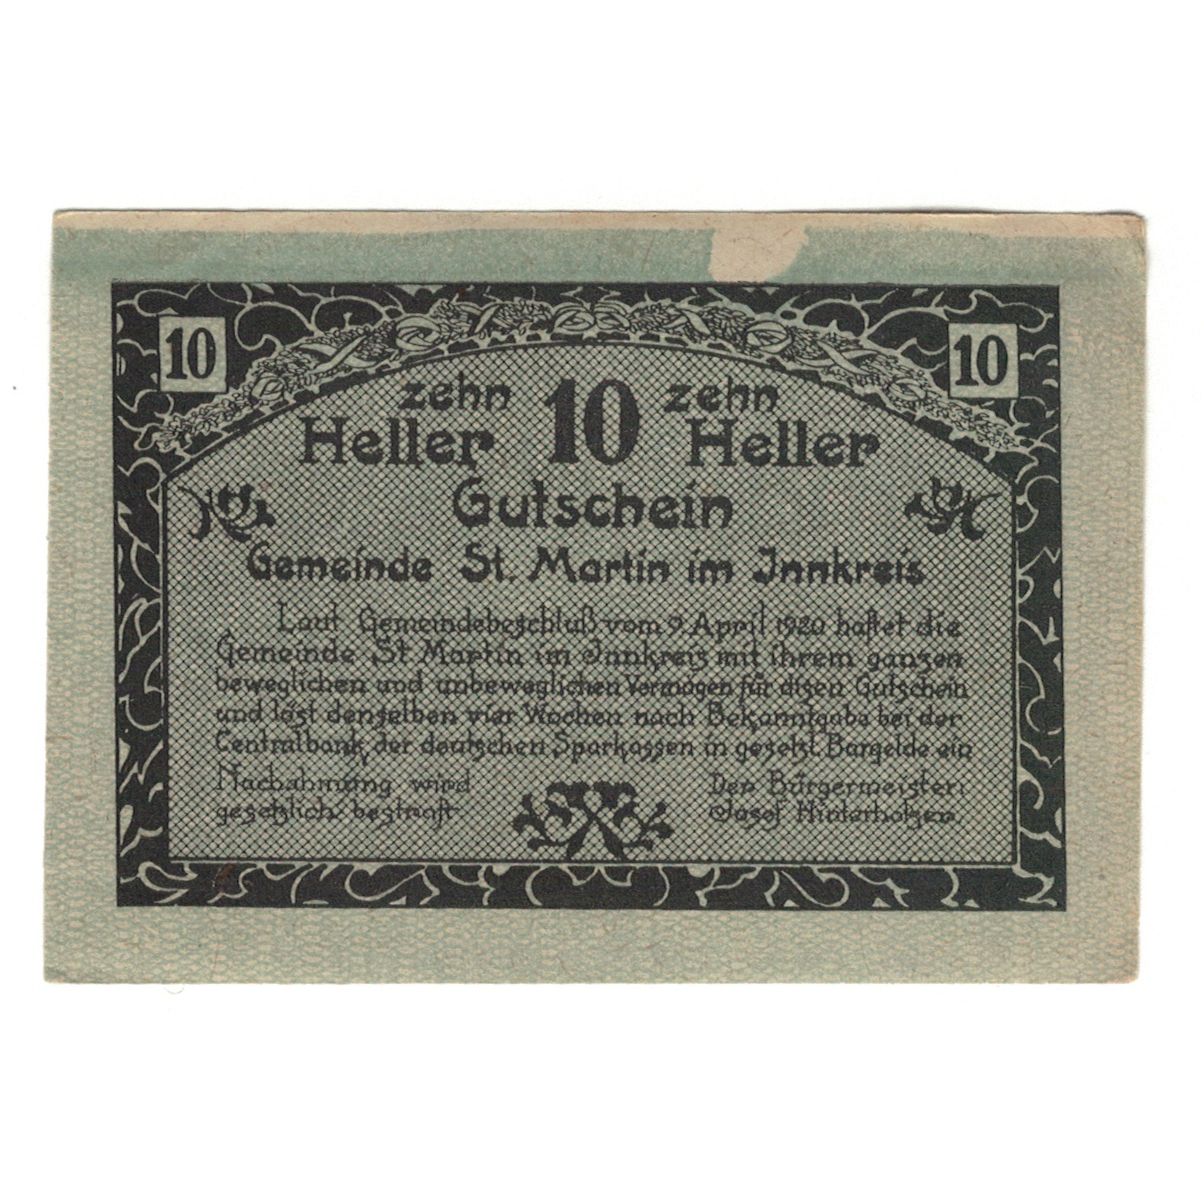 10 10
zehn 10 zehn
Heller Heller
Gutschein
Gemeinde St. Martin im Innkreis
Laut Gemeindebeschluß vom 9. April 1920 haftet die
Gemeinde St Martin im Innkreis mit ihrem ganzen
beweglichen und unbeweglichen Vermögen für disen Gutschein
und löst denselben vier Wochen nach Bekanntgabe bei der
Centralbank der deutschen Sparkassen in gesetzl. Bargelde ein
Nachahmung wird
gesetzlich bestraft
Der Bürgermeister:
Josef Hinterholzer